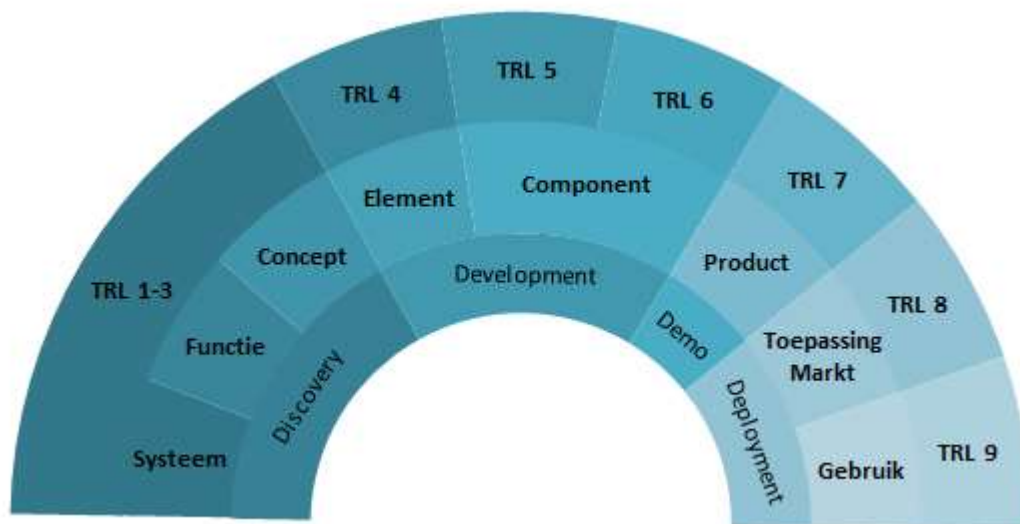 TRL 1-3
TRL 4
TRL 5
TRL 6
TRL 7
TRL 8
TRL 9
Systeem
Functie
Concept
Element
Component
Product
Toepassing
Markt
Gebruik
Discovery
Development
Demo
Deployment